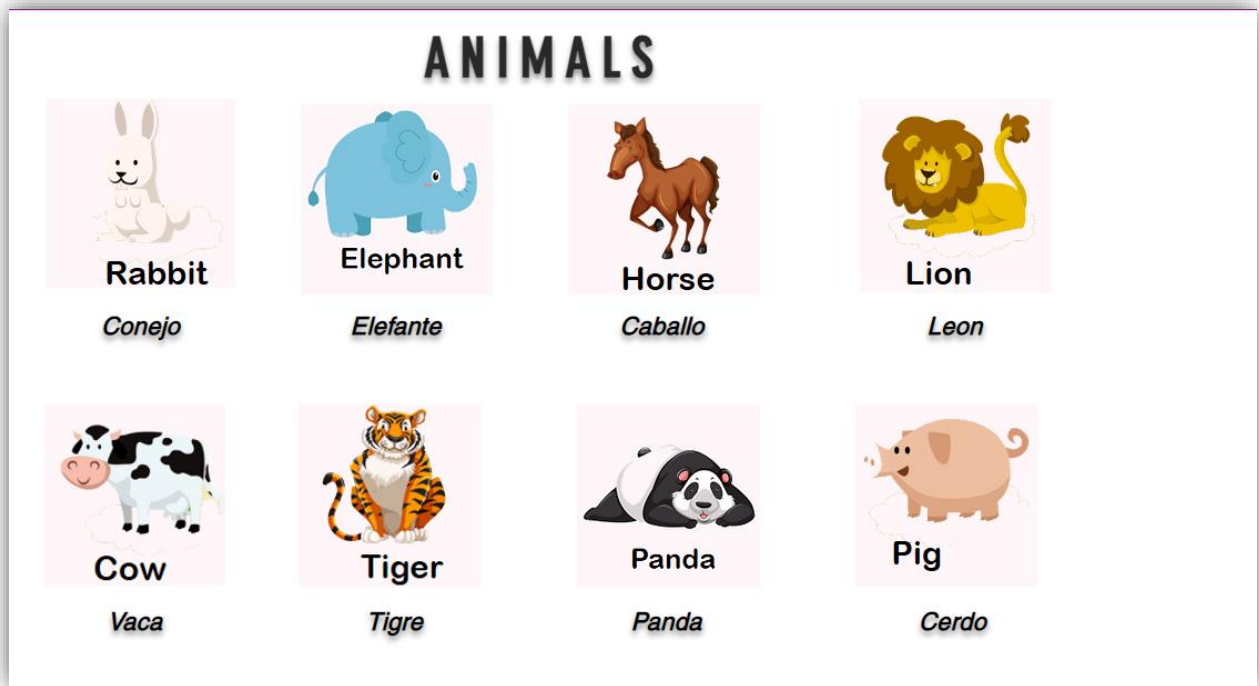 ANIMALS
Rabbit
Elephant
Horse
Lion
Conejo
Elefante
Caballo
Leon
Cow
Tiger
Panda
Pig
Vaca
Tigre
Panda
Cerdo